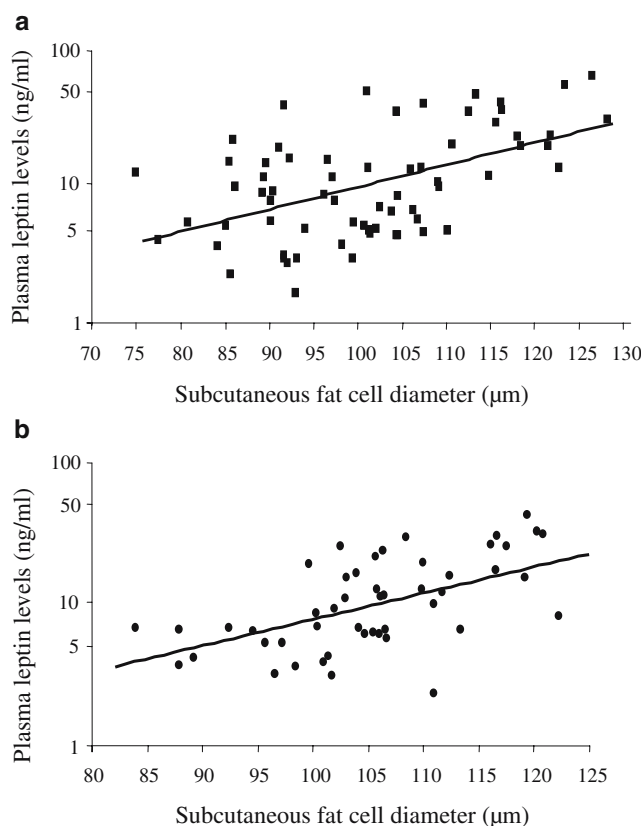 a
100
50
10
5
1
Plasma leptin levels (ng/ml)
70 75 80 85 90 95 100 105 110 115 120 125 130
Subcutaneous fat cell diameter (μm)
b
100
50
10
5
1
Plasma leptin levels (ng/ml)
80 85 90 95 100 105 110 115 120 125
Subcutaneous fat cell diameter (μm)